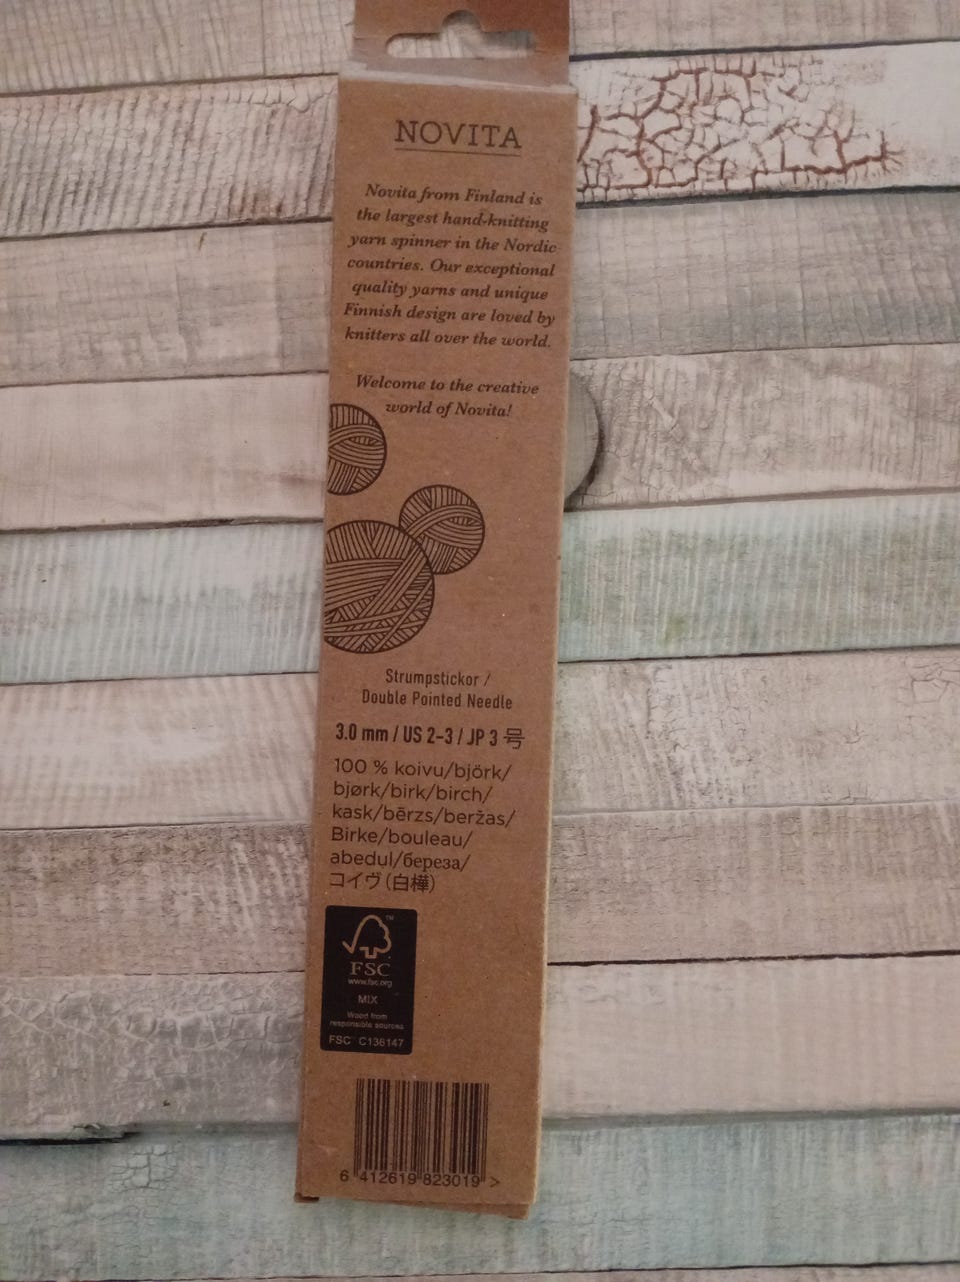 NOVITA
Novita from Finland is
the largest hand-knitting
yarn spinner in the Nordic
countries. Our exceptional
quality yarns and unique
Finnish design are loved by
knitters all over the world.
Welcome to the creative
world of Novita!
Strumpstickor /
Double Pointed Needle
3.0 mm / US 2-3 / JP 3 号
100 % koivu/björk/
bjørk/birk/birch/
kask/bērzs/beržas/
Birke/bouleau/
abedul/береза/
コイヴ(白樺)
TM
FSC
www.fsc.org
MIX
Wood from
responsible sources
FSC C136147
6 412619 823019 >